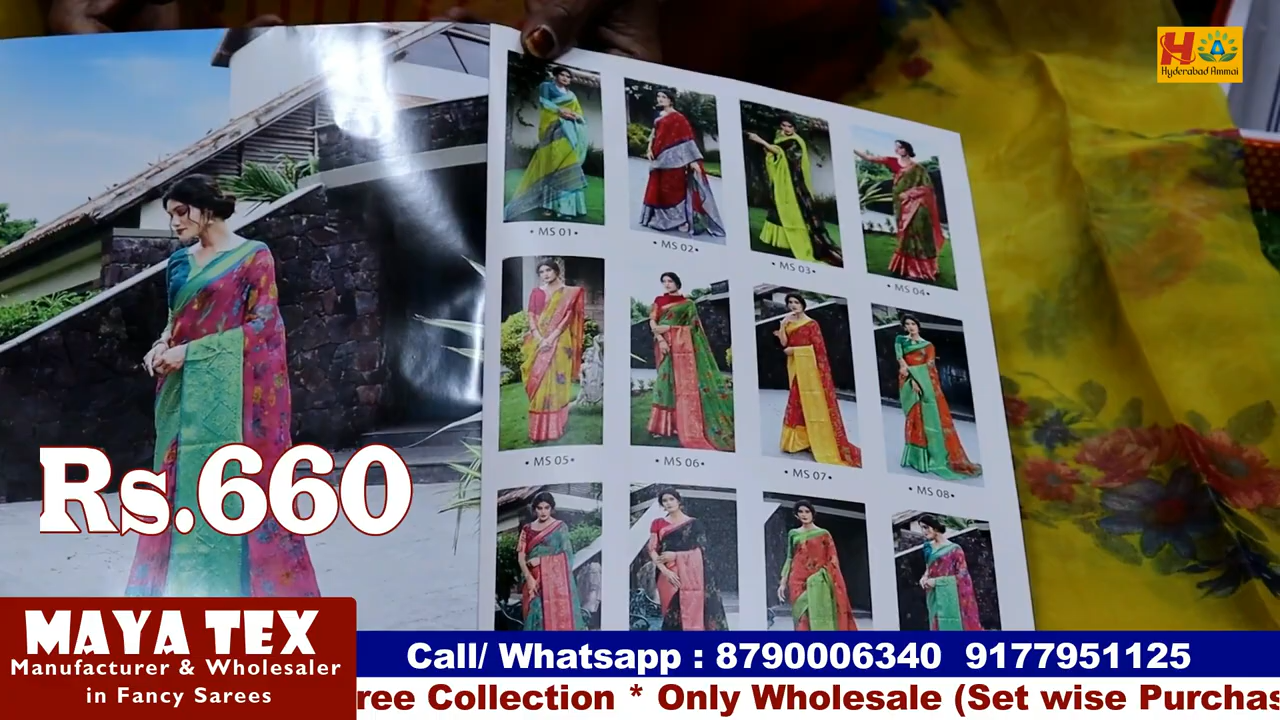 H A
Hyderabad Ammai
• MS 01 •
• MS 02 •
• MS 03 •
• MS 04 •
• MS 05 •
• MS 06 •
• MS 07 •
• MS 08 •
Rs.660
MAYA TEX
Manufacturer & Wholesaler
in Fancy Sarees
Call/ Whatsapp : 8790006340 9177951125
ree Collection * Only Wholesale (Set wise Purchas